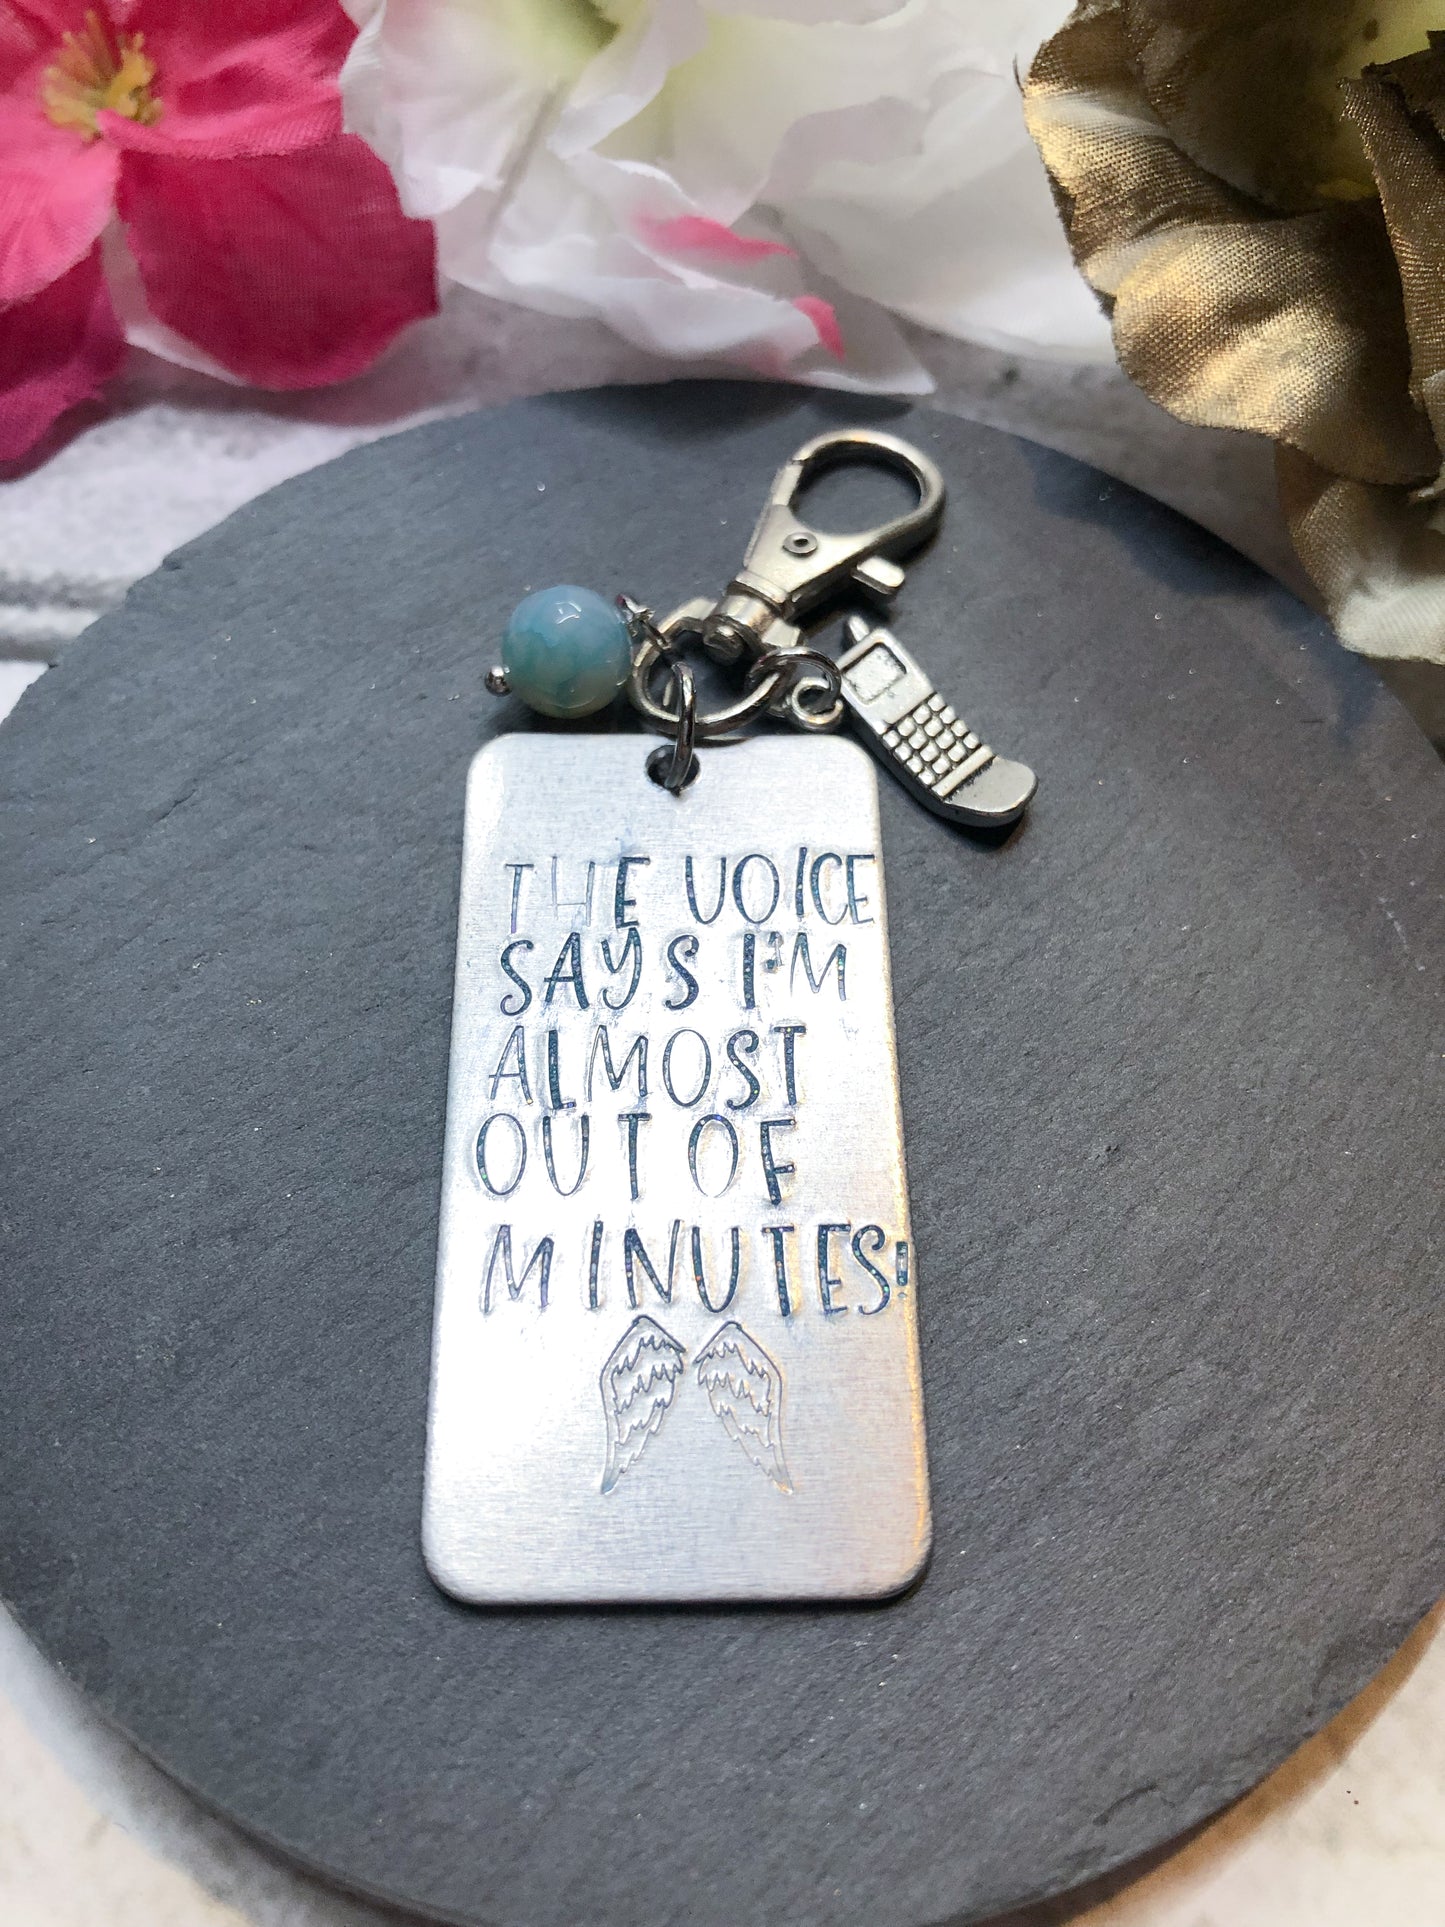 THE VOICE
SAYS I'M
ALMOST
OUT OF
MINUTES!